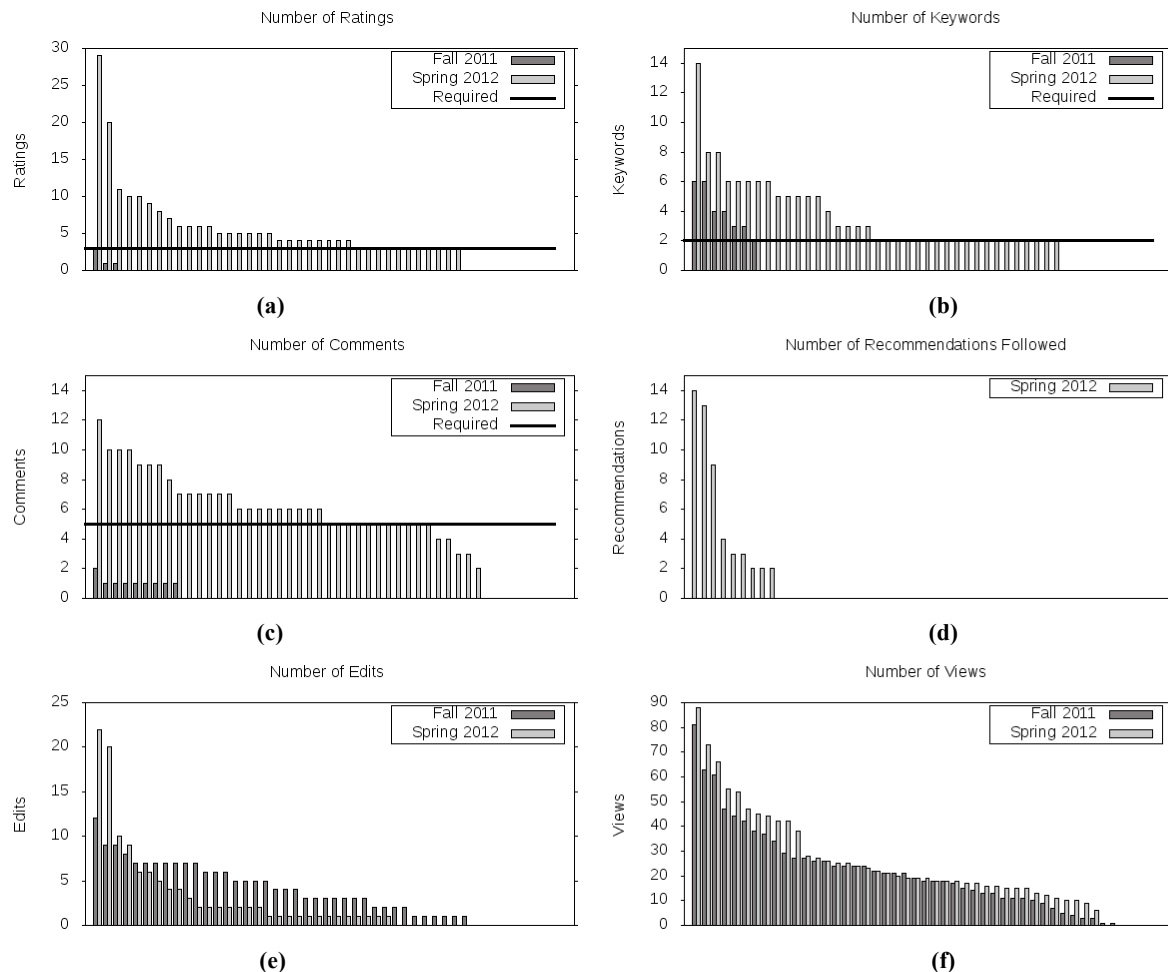 Number of Ratings
30
25
20
15
10
5
0
Ratings
Fall 2011
Spring 2012
Required
(a)
Number of Keywords
14
12
10
8
6
4
2
0
Keywords
Fall 2011
Spring 2012
Required
(b)
Number of Comments
14
12
10
8
6
4
2
0
Comments
Fall 2011
Spring 2012
Required
(c)
Number of Recommendations Followed
14
12
10
8
6
4
2
0
Recommendations
Spring 2012
(d)
Number of Edits
25
20
15
10
5
0
Edits
Fall 2011
Spring 2012
(e)
Number of Views
90
80
70
60
50
40
30
20
10
0
Views
Fall 2011
Spring 2012
(f)